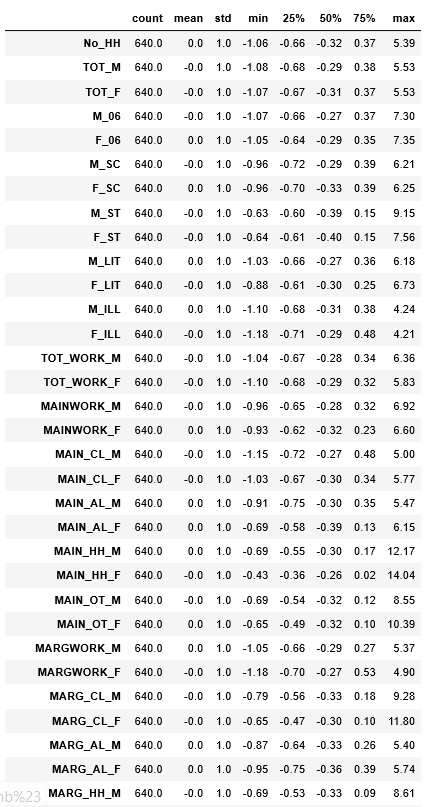 count mean std min 25% 50% 75% max
No_HH 640.0 0.0 1.0 -1.06 -0.66 -0.32 0.37 5.39
TOT_M 640.0 -0.0 1.0 -1.08 -0.68 -0.29 0.38 5.53
TOT_F 640.0 -0.0 1.0 -1.07 -0.67 -0.31 0.37 5.53
M_06 640.0 -0.0 1.0 -1.07 -0.66 -0.27 0.37 7.30
F_06 640.0 0.0 1.0 -1.05 -0.64 -0.29 0.35 7.35
M_SC 640.0 -0.0 1.0 -0.96 -0.72 -0.29 0.39 6.21
F_SC 640.0 0.0 1.0 -0.96 -0.70 -0.33 0.39 6.25
M_ST 640.0 -0.0 1.0 -0.63 -0.60 -0.39 0.15 9.15
F_ST 640.0 -0.0 1.0 -0.64 -0.61 -0.40 0.15 7.56
M_LIT 640.0 -0.0 1.0 -1.03 -0.66 -0.27 0.36 6.18
F_LIT 640.0 -0.0 1.0 -0.88 -0.61 -0.30 0.25 6.73
M_ILL 640.0 0.0 1.0 -1.10 -0.68 -0.31 0.38 4.24
F_ILL 640.0 -0.0 1.0 -1.18 -0.71 -0.29 0.48 4.21
TOT_WORK_M 640.0 -0.0 1.0 -1.04 -0.67 -0.28 0.34 6.36
TOT_WORK_F 640.0 -0.0 1.0 -1.10 -0.68 -0.29 0.32 5.83
MAINWORK_M 640.0 -0.0 1.0 -0.96 -0.65 -0.28 0.32 6.92
MAINWORK_F 640.0 -0.0 1.0 -0.93 -0.62 -0.32 0.23 6.60
MAIN_CL_M 640.0 -0.0 1.0 -1.15 -0.72 -0.27 0.48 5.00
MAIN_CL_F 640.0 -0.0 1.0 -1.03 -0.67 -0.30 0.34 5.77
MAIN_AL_M 640.0 0.0 1.0 -0.91 -0.75 -0.30 0.35 5.47
MAIN_AL_F 640.0 0.0 1.0 -0.69 -0.58 -0.39 0.13 6.15
MAIN_HH_M 640.0 0.0 1.0 -0.69 -0.55 -0.30 0.17 12.17
MAIN_HH_F 640.0 -0.0 1.0 -0.43 -0.36 -0.26 0.02 14.04
MAIN_OT_M 640.0 -0.0 1.0 -0.69 -0.54 -0.32 0.12 8.55
MAIN_OT_F 640.0 0.0 1.0 -0.65 -0.49 -0.32 0.10 10.39
MARGWORK_M 640.0 0.0 1.0 -1.05 -0.66 -0.29 0.27 5.37
MARGWORK_F 640.0 -0.0 1.0 -1.18 -0.70 -0.27 0.53 4.90
MARG_CL_M 640.0 -0.0 1.0 -0.79 -0.56 -0.33 0.18 9.28
MARG_CL_F 640.0 -0.0 1.0 -0.65 -0.47 -0.30 0.10 11.80
MARG_AL_M 640.0 0.0 1.0 -0.87 -0.64 -0.33 0.26 5.40
MARG_AL_F 640.0 -0.0 1.0 -0.95 -0.75 -0.36 0.39 5.74
MARG_HH_M 640.0 0.0 1.0 -0.69 -0.53 -0.33 0.09 8.61